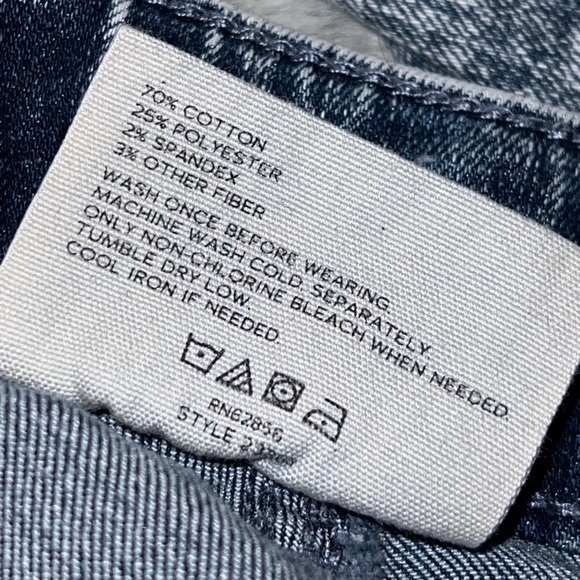 70% COTTON
25% POLYESTER
2% SPANDEX
3% OTHER FIBER
WASH ONCE BEFORE WEARING.
MACHINE WASH COLD. SEPARATELY
ONLY NON-CHLORINE BLEACH WHEN NEEDED.
TUMBLE DRY LOW.
COOL IRON IF NEEDED.
STYLE